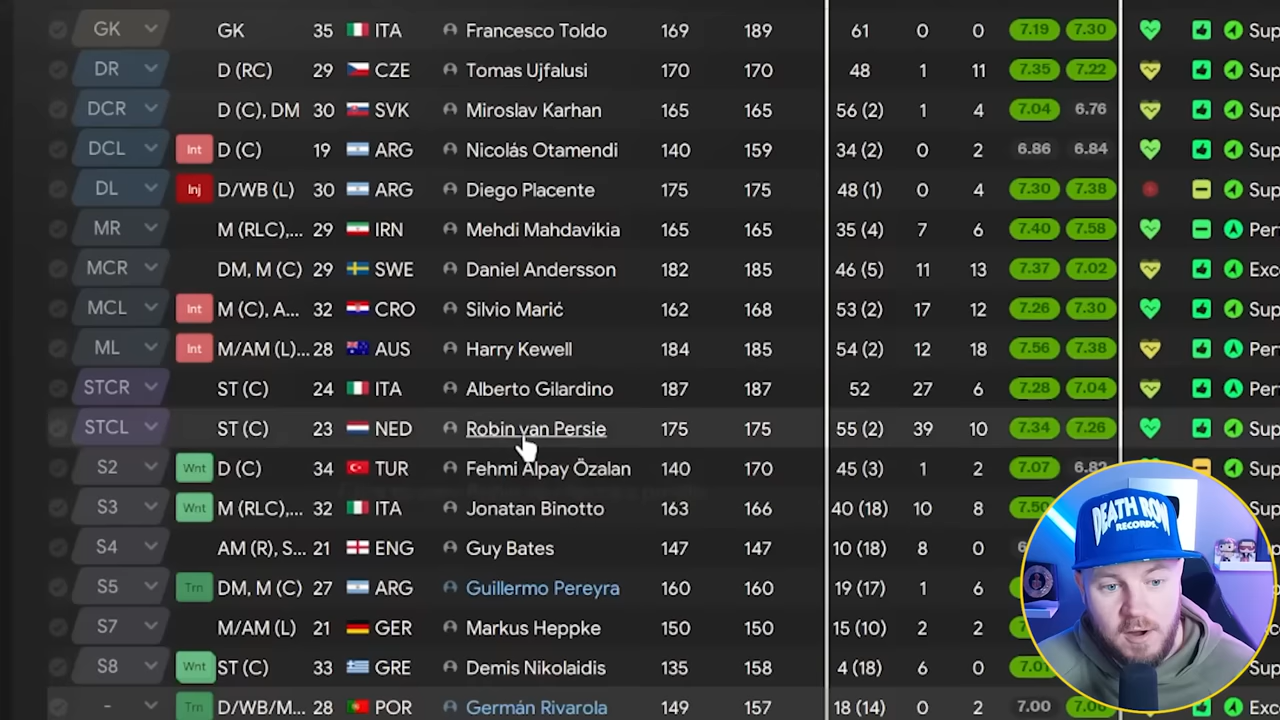 GK GK 35 ITA Francesco Toldo 169 189 61 0 0 7.19 7.30 Sup
DR D (RC) 29 CZE Tomas Ujfalusi 170 170 48 1 11 7.35 7.22 Sup
DCR D (C), DM 30 SVK Miroslav Karhan 165 165 56 (2) 1 4 7.04 6.76 Sup
DCL Int D (C) 19 ARG Nicolás Otamendi 140 159 34 (2) 0 2 6.86 6.84 Sup
DL Inj D/WB (L) 30 ARG Diego Placente 175 175 48 (1) 0 4 7.30 7.38 Sup
MR M (RLC),... 29 IRN Mehdi Mahdavikia 165 165 35 (4) 7 6 7.40 7.58 Per
MCR DM, M (C) 29 SWE Daniel Andersson 182 185 46 (5) 11 13 7.37 7.02 Exc
MCL Int M (C), A... 32 CRO Silvio Marić 162 168 53 (2) 17 12 7.26 7.30 Sup
ML Int M/AM (L)... 28 AUS Harry Kewell 184 185 54 (2) 12 18 7.56 7.38 Per
STCR ST (C) 24 ITA Alberto Gilardino 187 187 52 27 6 7.28 7.04 Per
STCL ST (C) 23 NED Robin van Persie 175 175 55 (2) 39 10 7.34 7.26 Sup
S2 Wnt D (C) 34 TUR Fehmi Alpay Özalan 140 170 45 (3) 1 2 7.07 Sup
S3 Wnt M (RLC),... 32 ITA Jonatan Binotto 163 166 40 (18) 10 8 7.50 Sup
S4 AM (R), S... 21 ENG Guy Bates 147 147 10 (18) 8 0
S5 Trn DM, M (C) 27 ARG Guillermo Pereyra 160 160 19 (17) 1 6
S7 M/AM (L) 21 GER Markus Heppke 150 150 15 (10) 2 2
DEATH ROW
RECORDS
S8 Wnt ST (C) 33 GRE Demis Nikolaidis 135 158 4 (18) 6 0 Sup
- Trn D/WB/M... 28 POR Germán Rivarola 149 157 18 (14) 0 2 7.00 Exc